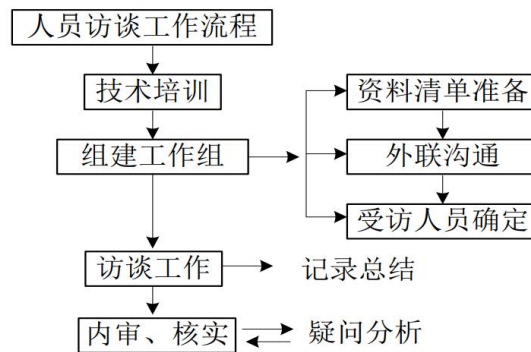 人员访谈工作流程
技术培训
资料清单准备
组建工作组
外联沟通
受访人员确定
访谈工作
记录总结
内审、核实
疑问分析